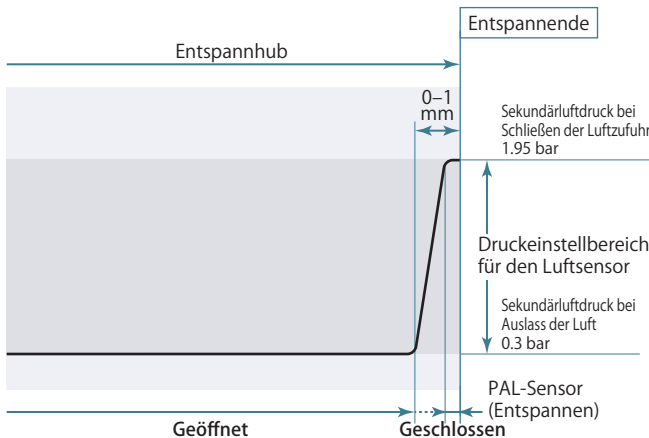 Entspannende
Entspannhub
0–1
mm
Sekundärluftdruck bei
Schließen der Luftzufuhr
1.95 bar
Druckeinstellbereich
für den Luftsensor
Sekundärluftdruck bei
Auslass der Luft
0.3 bar
PAL-Sensor
(Entspannen)
Geöffnet
Geschlossen